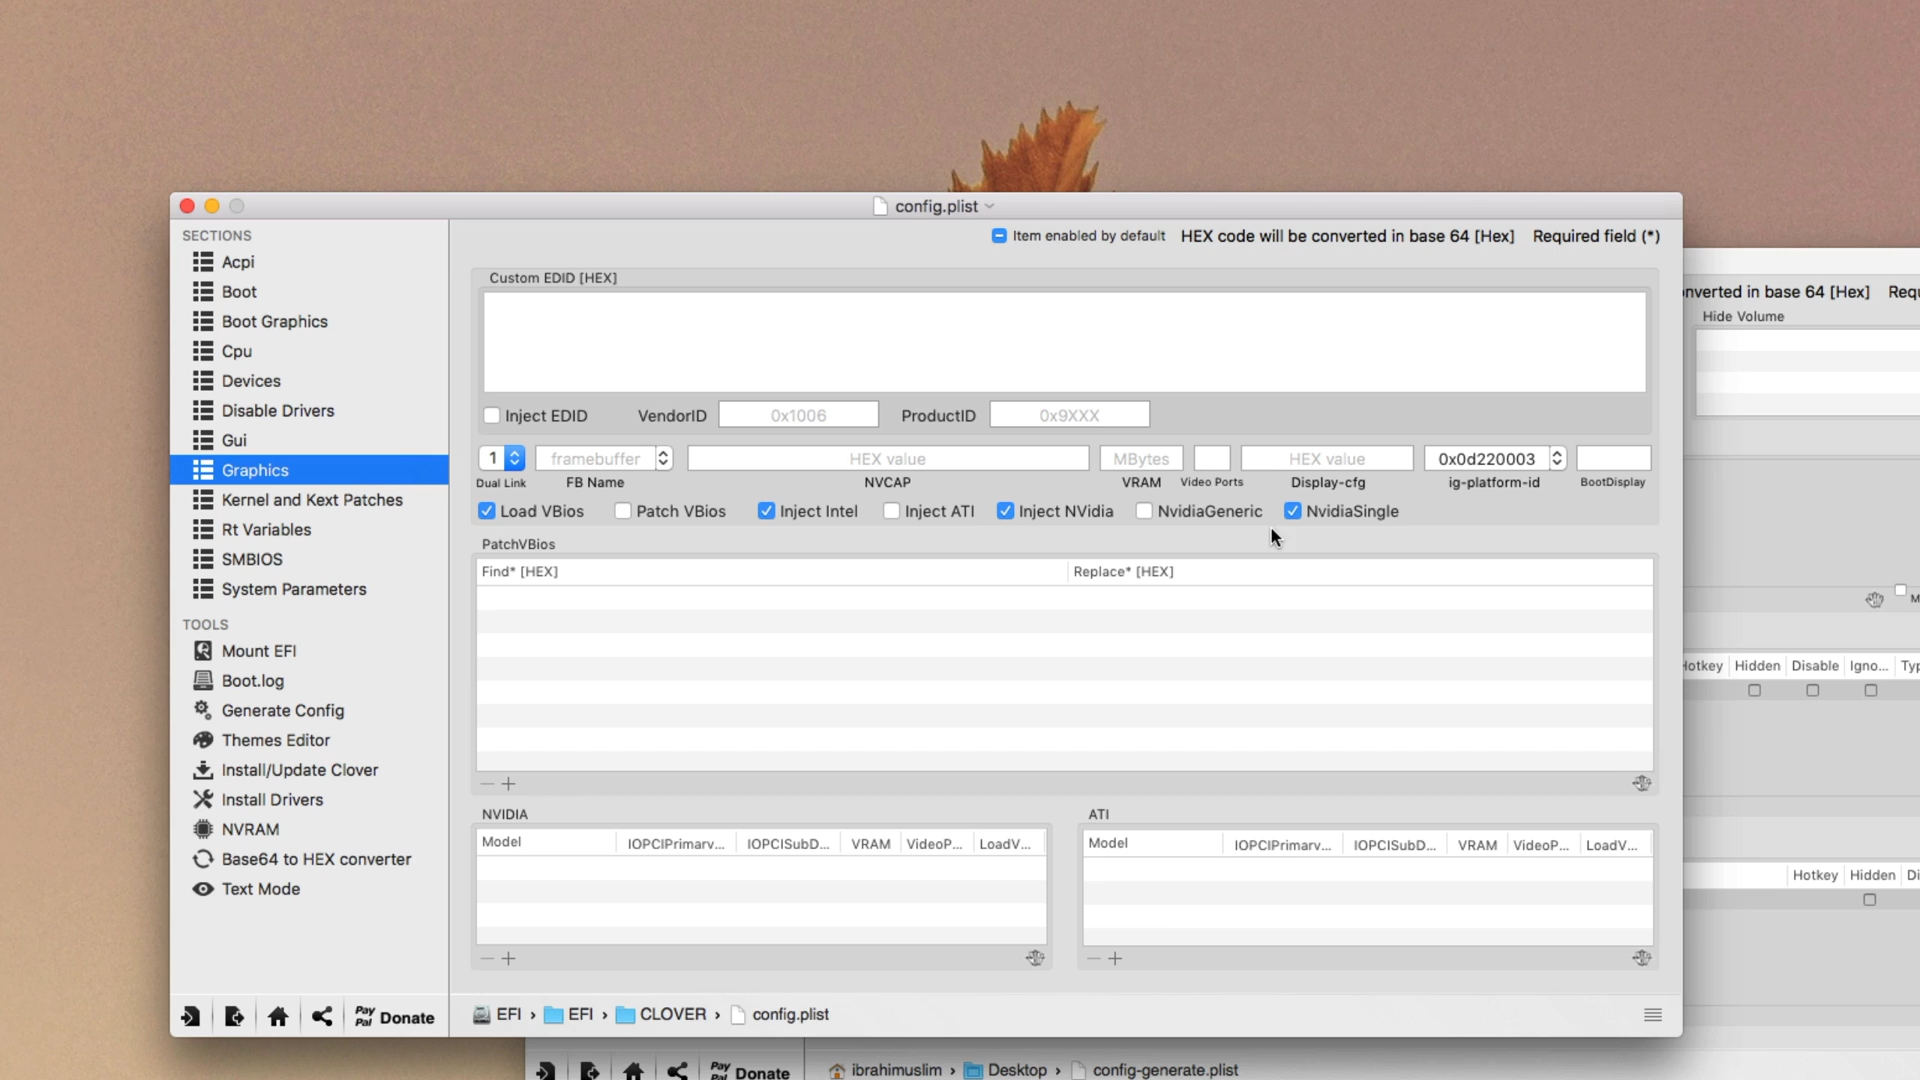 config.plist
SECTIONS
Acpi
Boot
Boot Graphics
Cpu
Devices
Disable Drivers
Gui
Graphics
Kernel and Kext Patches
Rt Variables
SMBIOS
System Parameters
TOOLS
Mount EFI
Boot.log
Generate Config
Themes Editor
Install/Update Clover
Install Drivers
NVRAM
Base64 to HEX converter
Text Mode
Pay Pal Donate
Item enabled by default HEX code will be converted in base 64 [Hex] Required field (*)
Custom EDID [HEX]
Inject EDID VendorID 0x1006 ProductID 0x9XXX
1 framebuffer HEX value MBytes HEX value 0x0d220003
Dual Link FB Name NVCAP VRAM Video Ports Display-cfg ig-platform-id BootDisplay
Load VBios Patch VBios Inject Intel Inject ATI Inject NVidia NvidiaGeneric NvidiaSingle
PatchVBios
Find* [HEX] Replace* [HEX]
NVIDIA
Model IOPCIPrimarv... IOPCISubD... VRAM VideoP... LoadV...
ATI
Model IOPCIPrimarv... IOPCISubD... VRAM VideoP... LoadV...
EFI › EFI › CLOVER › config.plist
nverted in base 64 [Hex] Requ
Hide Volume
M
Hotkey Hidden Disable Igno... Typ
Hotkey Hidden Di
Pay Pal Donate
ibrahimuslim › Desktop › config-generate.plist